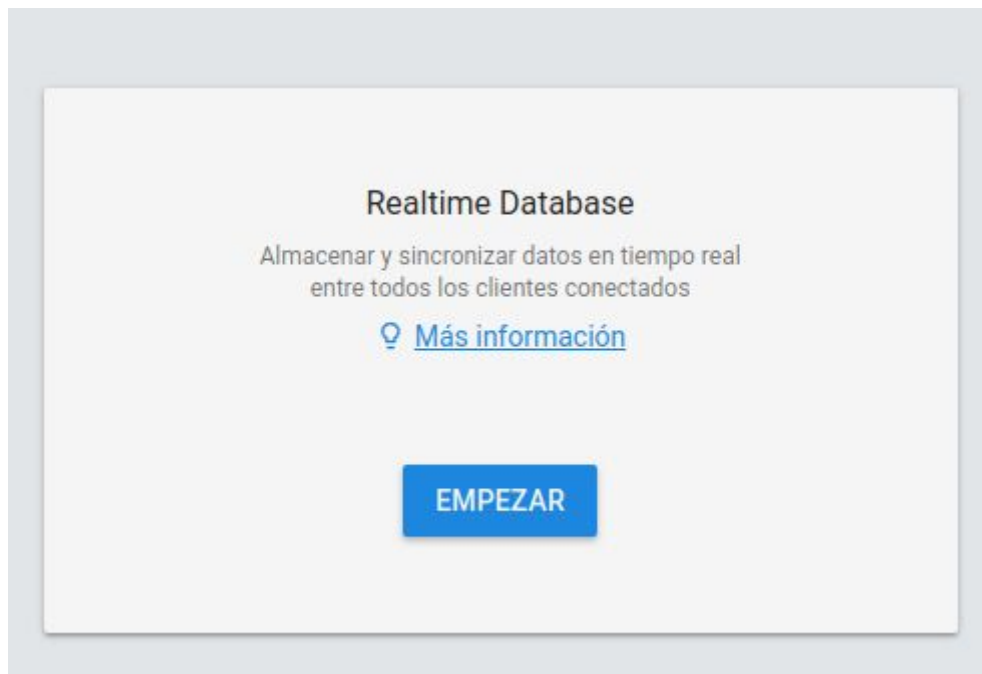 Realtime Database
Almacenar y sincronizar datos en tiempo real
entre todos los clientes conectados
Más información
EMPEZAR